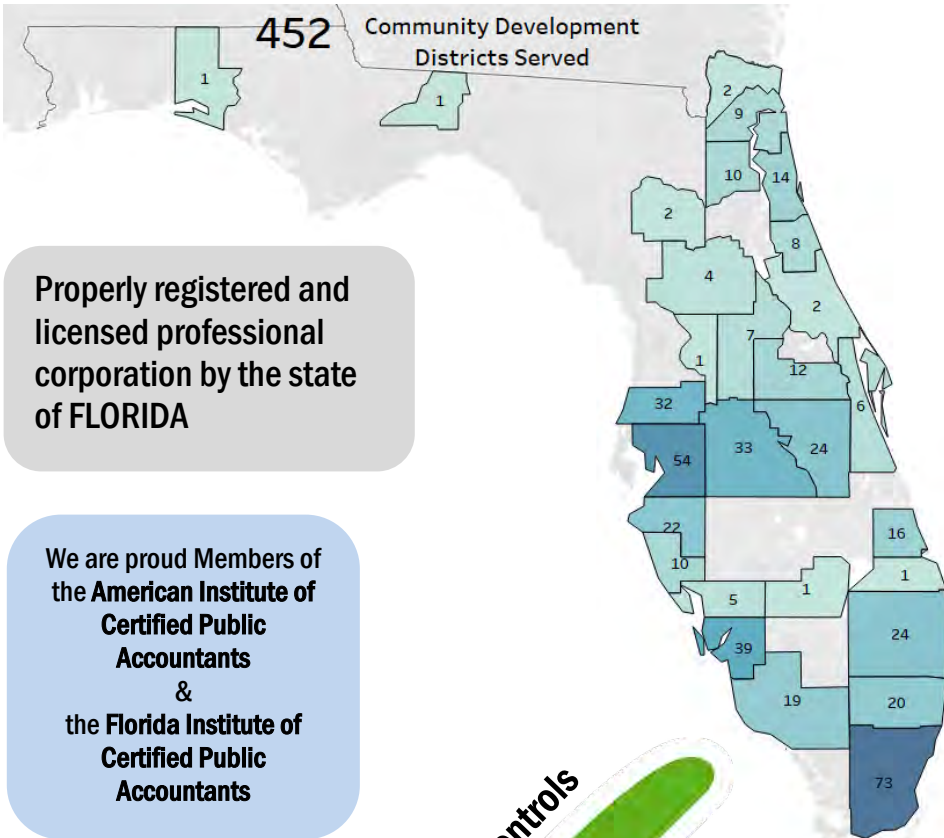 452
Community Development
Districts Served
1
1
2
9
10
14
2
8
4
2
7
1
12
6
32
33
24
54
22
16
10
1
1
5
24
39
19
20
73
Properly registered and
licensed professional
corporation by the state
of FLORIDA
We are proud Members of
the American Institute of
Certified Public
Accountants
&
the Florida Institute of
Certified Public
Accountants